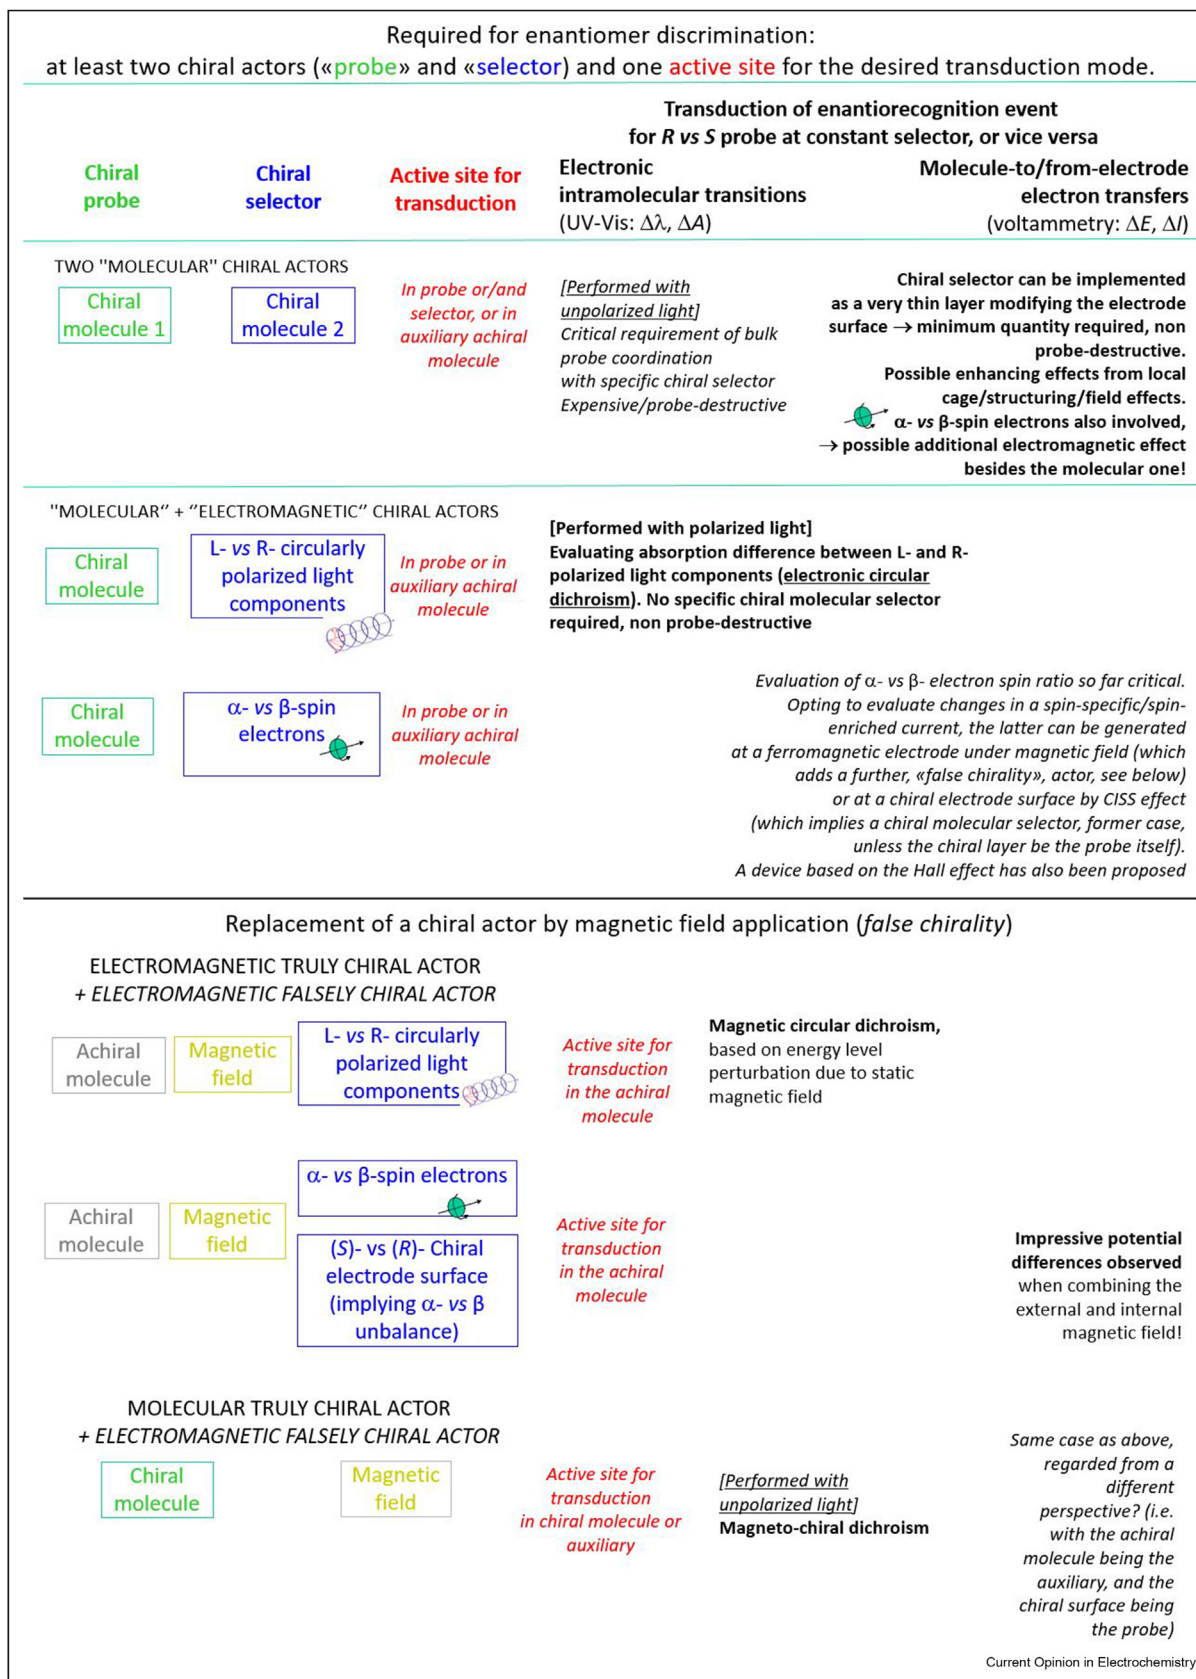 Required for enantiomer discrimination:
at least two chiral actors («probe» and «selector) and one active site for the desired transduction mode.
Transduction of enantiorecognition event
for R vs S probe at constant selector, or vice versa
Chiral
probe
Chiral
selector
Active site for
transduction
Electronic
intramolecular transitions
(UV-Vis: Δλ, ΔA)
Molecule-to/from-electrode
electron transfers
(voltammetry: ΔE, ΔI)
TWO "MOLECULAR" CHIRAL ACTORS
Chiral
molecule 1
Chiral
molecule 2
In probe or/and
selector, or in
auxiliary achiral
molecule
[Performed with
unpolarized light]
Critical requirement of bulk
probe coordination
with specific chiral selector
Expensive/probe-destructive
Chiral selector can be implemented
as a very thin layer modifying the electrode
surface → minimum quantity required, non
probe-destructive.
Possible enhancing effects from local
cage/structuring/field effects.
α- vs β-spin electrons also involved,
→ possible additional electromagnetic effect
besides the molecular one!
"MOLECULAR” + “ELECTROMAGNETIC” CHIRAL ACTORS
Chiral
molecule
L- vs R- circularly
polarized light
components
In probe or in
auxiliary achiral
molecule
[Performed with polarized light]
Evaluating absorption difference between L- and R-
polarized light components (electronic circular
dichroism). No specific chiral molecular selector
required, non probe-destructive
Chiral
molecule
α- vs β-spin
electrons
In probe or in
auxiliary achiral
molecule
Evaluation of α- vs β- electron spin ratio so far critical.
Opting to evaluate changes in a spin-specific/spin-
enriched current, the latter can be generated
at a ferromagnetic electrode under magnetic field (which
adds a further, «false chirality», actor, see below)
or at a chiral electrode surface by CISS effect
(which implies a chiral molecular selector, former case,
unless the chiral layer be the probe itself).
A device based on the Hall effect has also been proposed
Replacement of a chiral actor by magnetic field application (false chirality)
ELECTROMAGNETIC TRULY CHIRAL ACTOR
+ ELECTROMAGNETIC FALSELY CHIRAL ACTOR
Achiral
molecule
Magnetic
field
L- vs R- circularly
polarized light
components
Active site for
transduction
in the achiral
molecule
Magnetic circular dichroism,
based on energy level
perturbation due to static
magnetic field
Achiral
molecule
Magnetic
field
α- vs β-spin electrons
(S)- vs (R)- Chiral
electrode surface
(implying α- vs β
unbalance)
Active site for
transduction
in the achiral
molecule
Impressive potential
differences observed
when combining the
external and internal
magnetic field!
MOLECULAR TRULY CHIRAL ACTOR
+ ELECTROMAGNETIC FALSELY CHIRAL ACTOR
Chiral
molecule
Magnetic
field
Active site for
transduction
in chiral molecule or
auxiliary
[Performed with
unpolarized light]
Magneto-chiral dichroism
Same case as above,
regarded from a
different
perspective? (i.e.
with the achiral
molecule being the
auxiliary, and the
chiral surface being
the probe)
Current Opinion in Electrochemistry